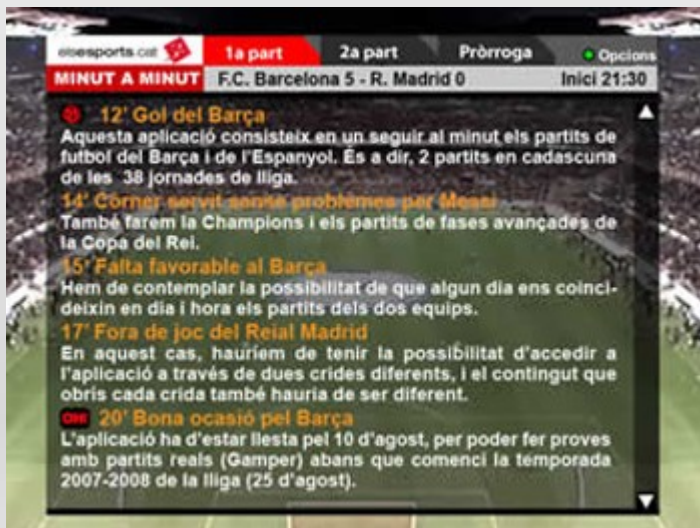 elsesports.cat 1a part 2a part Pròrroga Opcions
MINUT A MINUT F.C. Barcelona 5 - R. Madrid 0 Inici 21:30
12' Gol del Barça
Aquesta aplicació consisteix en un seguir al minut els partits de
futbol del Barça i de l'Espanyol. És a dir, 2 partits en cadascuna
de les 38 jornades de lliga.
14' Córner servit sense problemes per Messi
També farem la Champions i els partits de fases avançades de
la Copa del Rei.
15' Falta favorable al Barça
Hem de contemplar la possibilitat de que algun dia ens coinci-
deixin en dia i hora els partits dels dos equips.
17' Fora de joc del Reial Madrid
En aquest cas, hauríem de tenir la possibilitat d'accedir a
l'aplicació a través de dues crides diferents, i el contingut que
obris cada crida també hauria de ser diferent.
OH! 20' Bona ocasió pel Barça
L'aplicació ha d'estar llesta pel 10 d'agost, per poder fer proves
amb partits reals (Gamper) abans que comenci la temporada
2007-2008 de la lliga (25 d'agost).